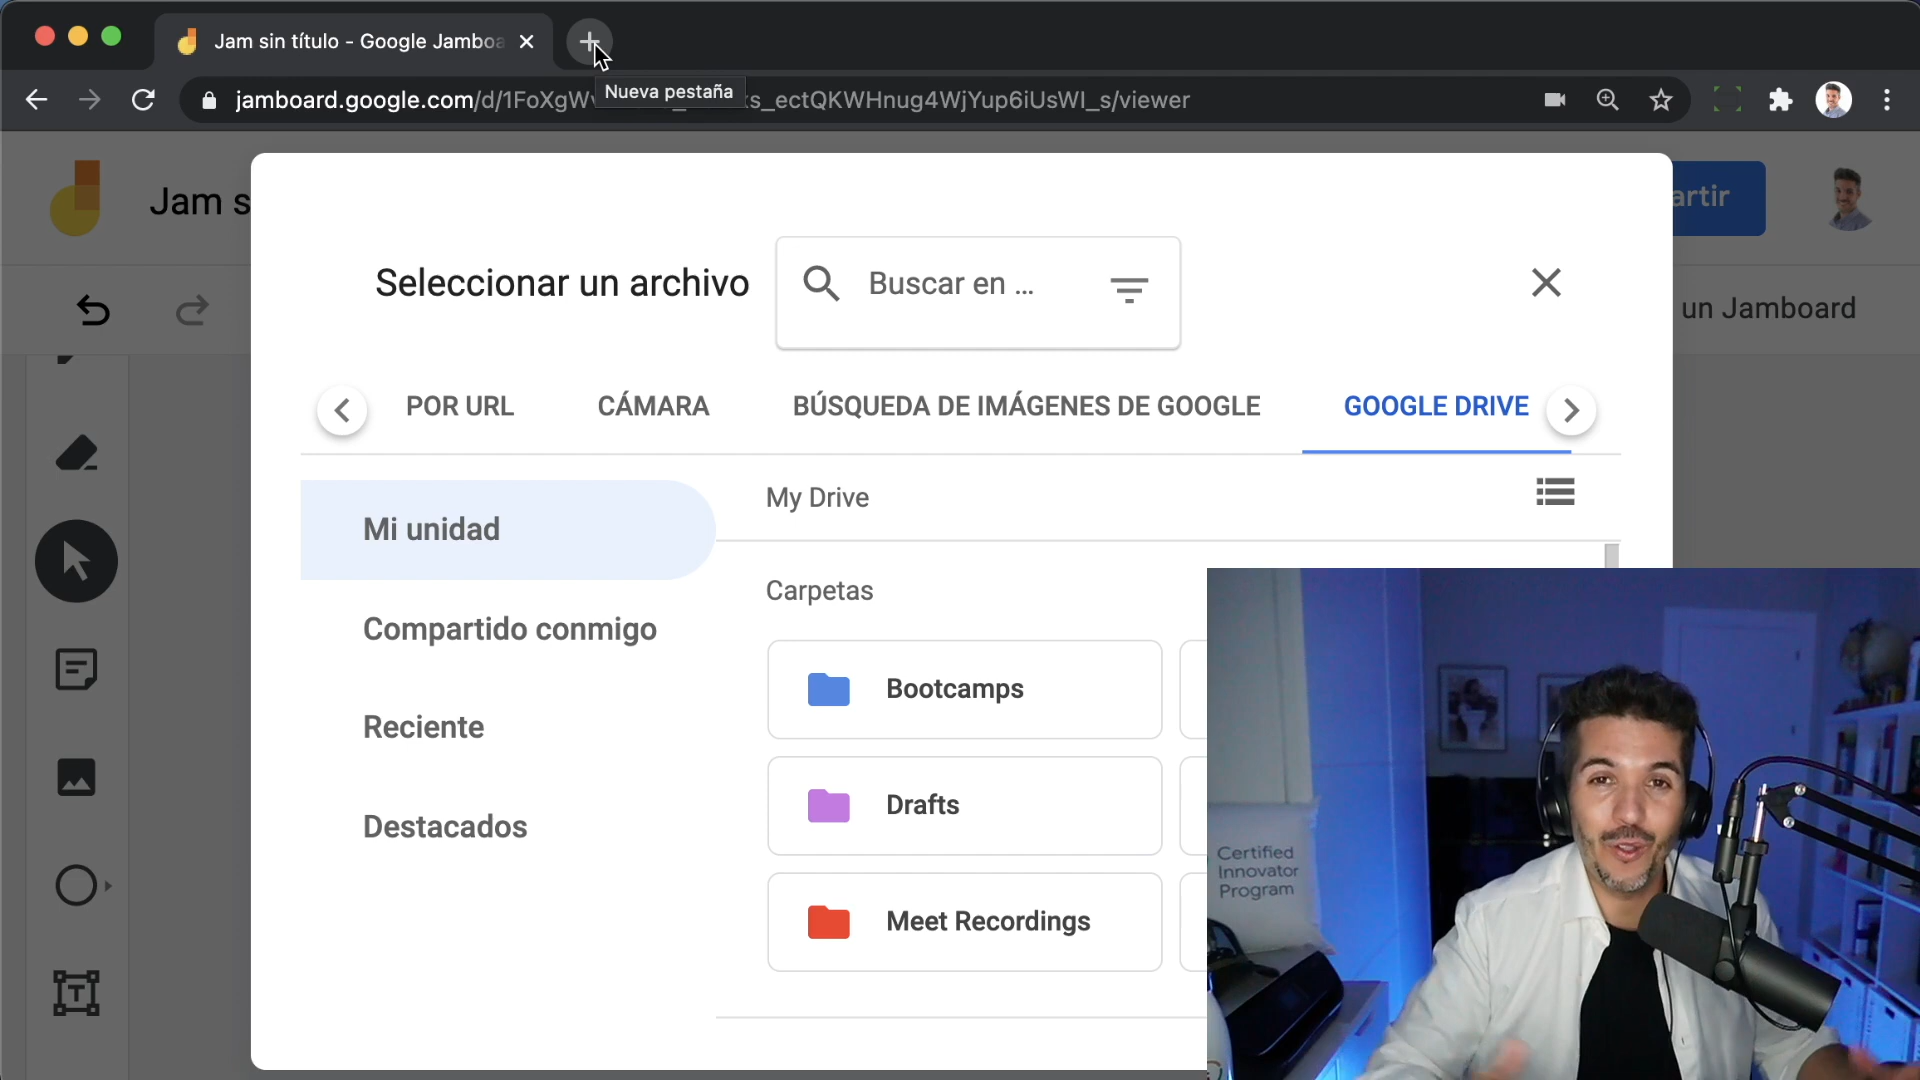 Jam sin título - Google Jamboa
Nueva pestaña
jamboard.google.com/d/1FoXgWv s_ectQKWHnug4WjYup6iUsWI_s/viewer
Jam s
artir
Seleccionar un archivo
Buscar en ...
un Jamboard
POR URL
CÁMARA
BÚSQUEDA DE IMÁGENES DE GOOGLE
GOOGLE DRIVE
My Drive
Mi unidad
Compartido conmigo
Reciente
Destacados
Carpetas
Bootcamps
Drafts
Meet Recordings
T
Certified
Innovator
Program